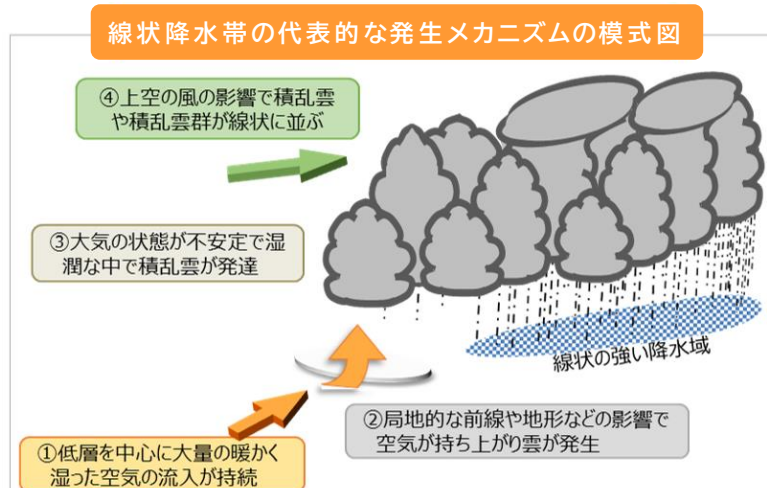 線状降水帯の代表的な発生メカニズムの模式図
④上空の風の影響で積乱雲
や積乱雲群が線状に並ぶ
③大気の状態が不安定で湿
潤な中で積乱雲が発達
線状の強い降水域
②局地的な前線や地形などの影響で
空気が持ち上がり雲が発生
①低層を中心に大量の暖かく
湿った空気の流入が持続